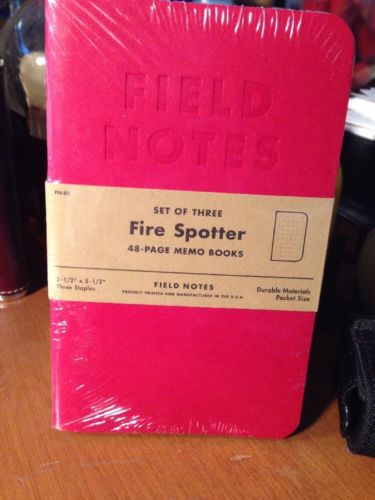 FIELD
NOTES
FN-01
SET OF THREE
Fire Spotter
48-PAGE MEMO BOOKS
3-1/2" x 5-1/2"
Three Staples
FIELD NOTES
PROUDLY PRINTED AND MANUFACTURED IN THE U.S.A.
Durable Materials
Pocket Size